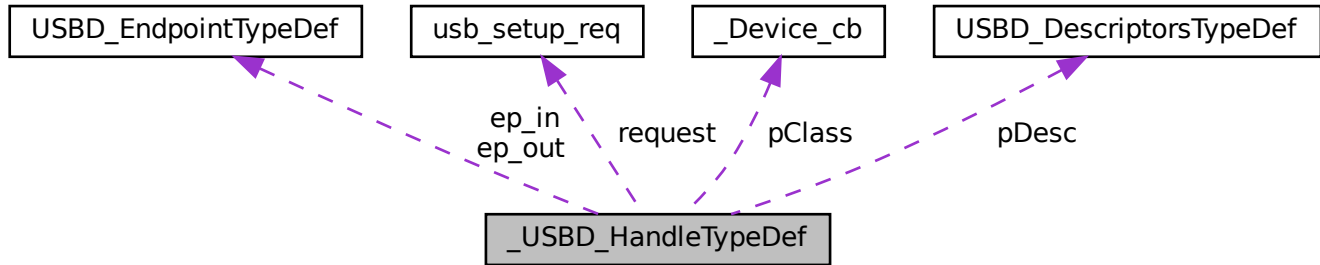 USBD_EndpointTypeDef
usb_setup_req
_Device_cb
USBD_DescriptorsTypeDef
ep_in
ep_out
request
pClass
pDesc
_USBD_HandleTypeDef